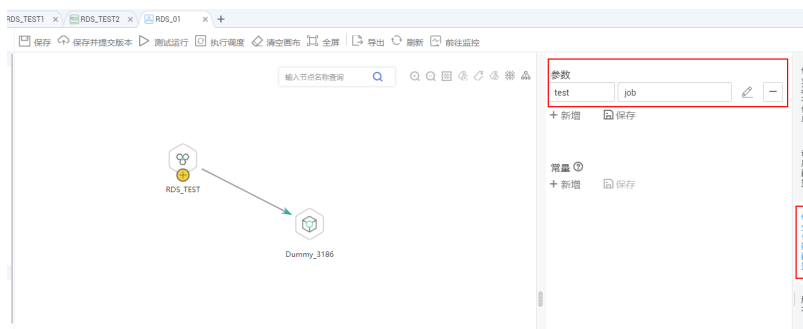 RDS_TEST1 × RDS_TEST2 × RDS_01 × +
保存 保存并提交版本 测试运行 执行调度 清空画布 全屏 导出 刷新 前往监控
输入节点名称查询
参数
test job
+ 新增 保存
常量
+ 新增 保存
RDS_TEST
Dummy_3186